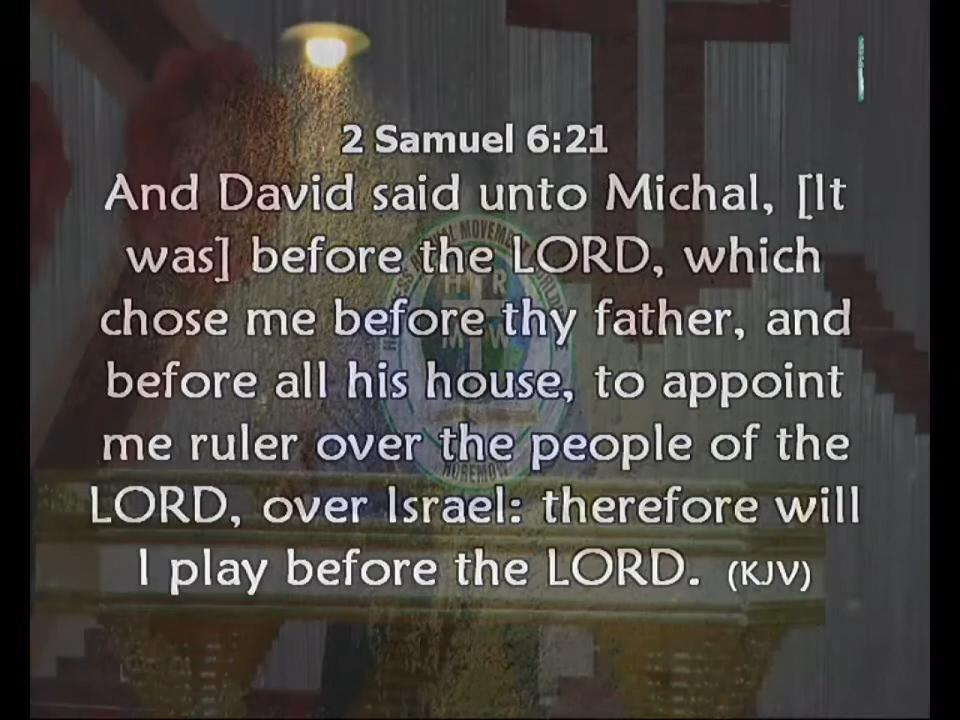 2 Samuel 6:21
And David said unto Michal, [It
was] before the LORD, which
chose me before thy father, and
before all his house, to appoint
me ruler over the people of the
LORD, over Israel: therefore will
I play before the LORD. (KJV)
MOVEMENT
H R
M W
HOREMOW